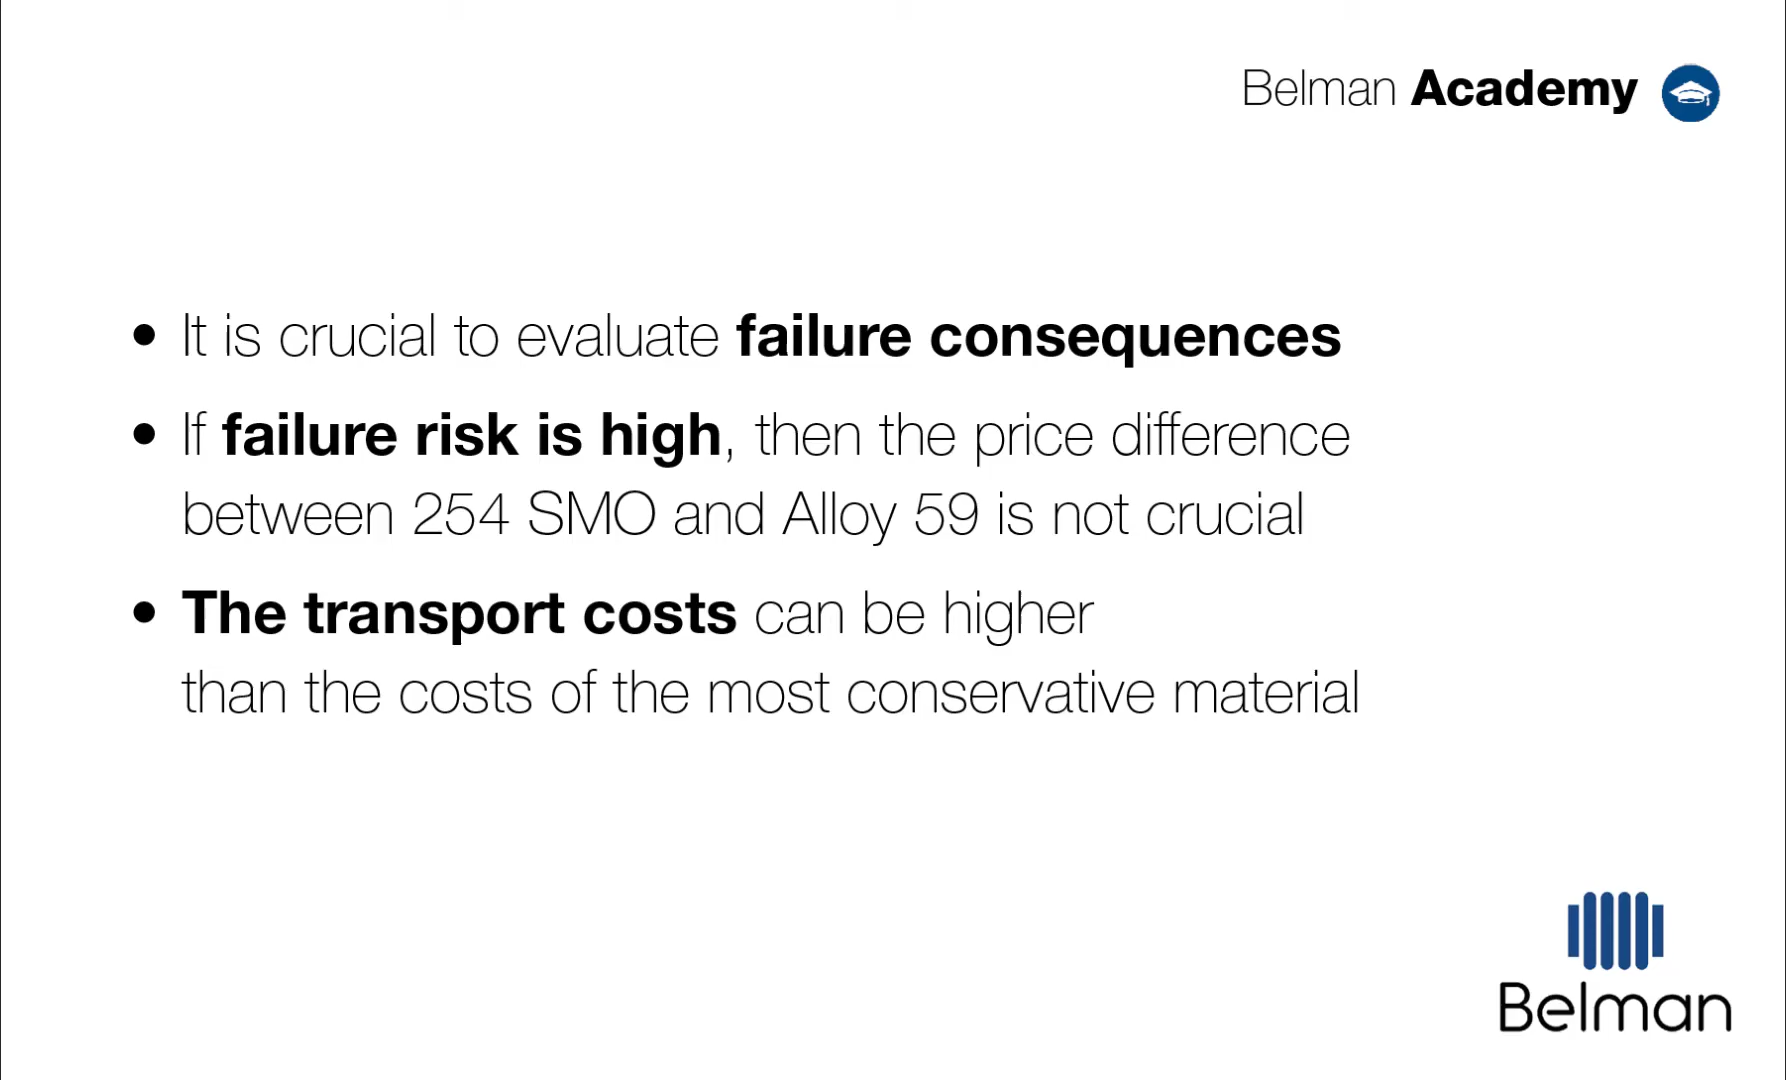 Belman Academy
• It is crucial to evaluate failure consequences
• If failure risk is high, then the price difference
between 254 SMO and Alloy 59 is not crucial
• The transport costs can be higher
than the costs of the most conservative material
Belman